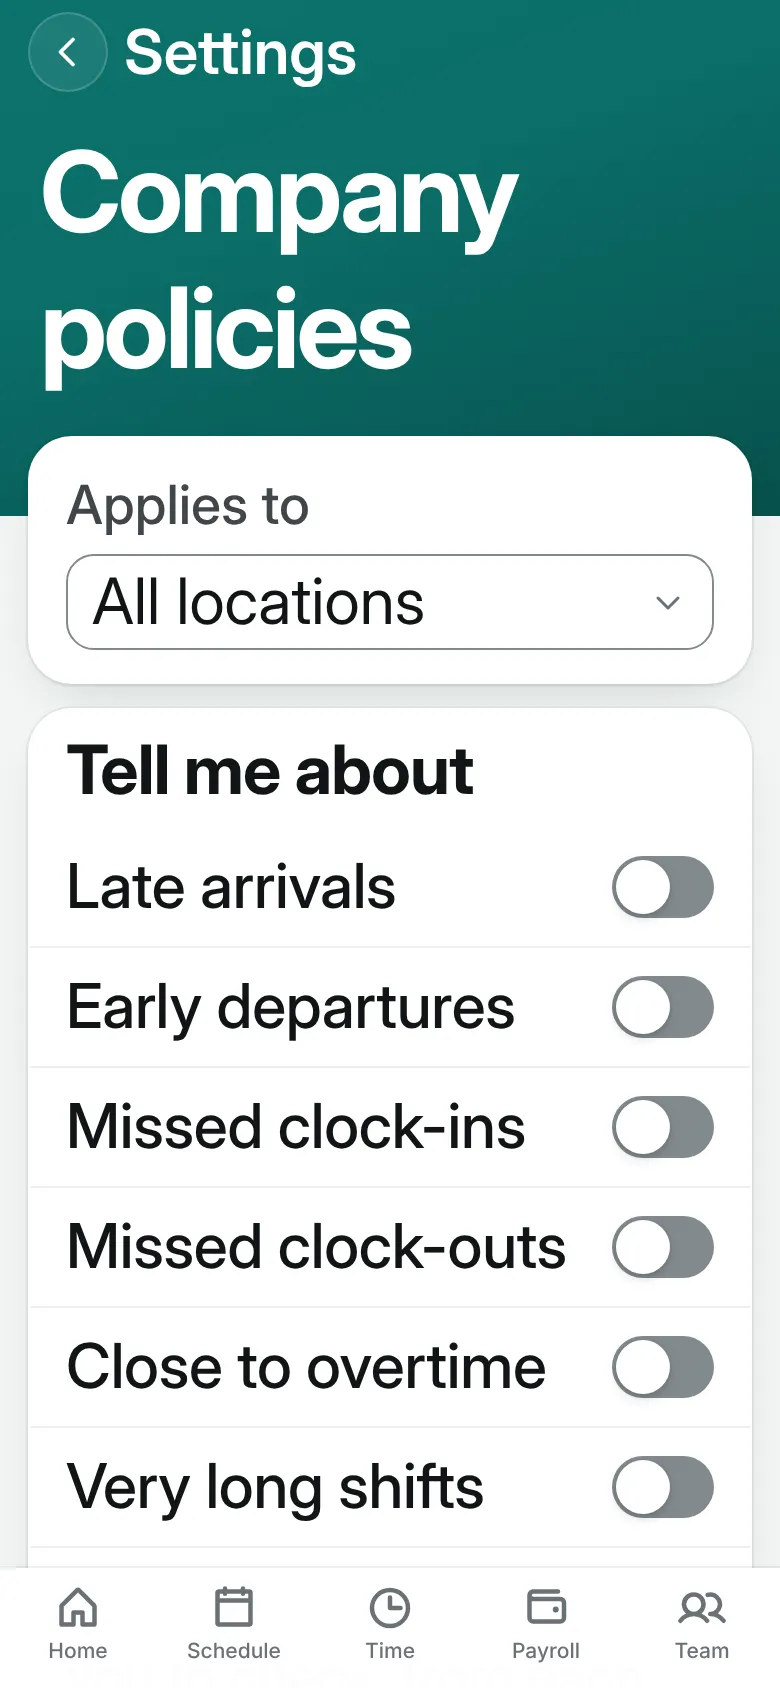 Settings
Company
policies
Applies to
All locations
Tell me about
Late arrivals
Early departures
Missed clock-ins
Missed clock-outs
Close to overtime
Very long shifts
Home
Schedule
Time
Payroll
Team